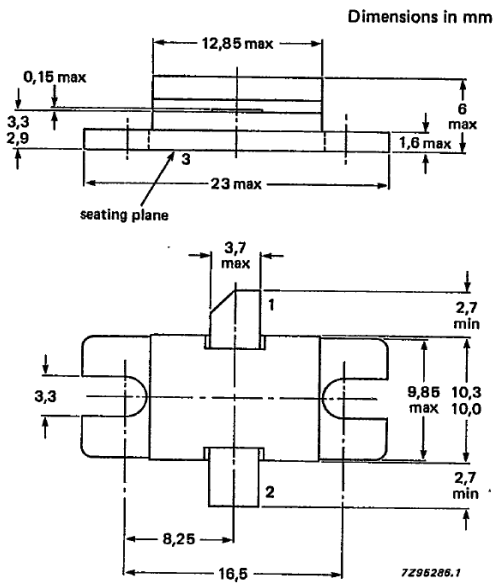 Dimensions in mm
12,85 max
0,15 max
3,3
2,9
6
max
1,6 max
3
23 max
seating plane
3,7
max
1
2,7
min
3,3
9,85
max
10,3
10,0
2
2,7
min
8,25
16,5
7Z95286.1